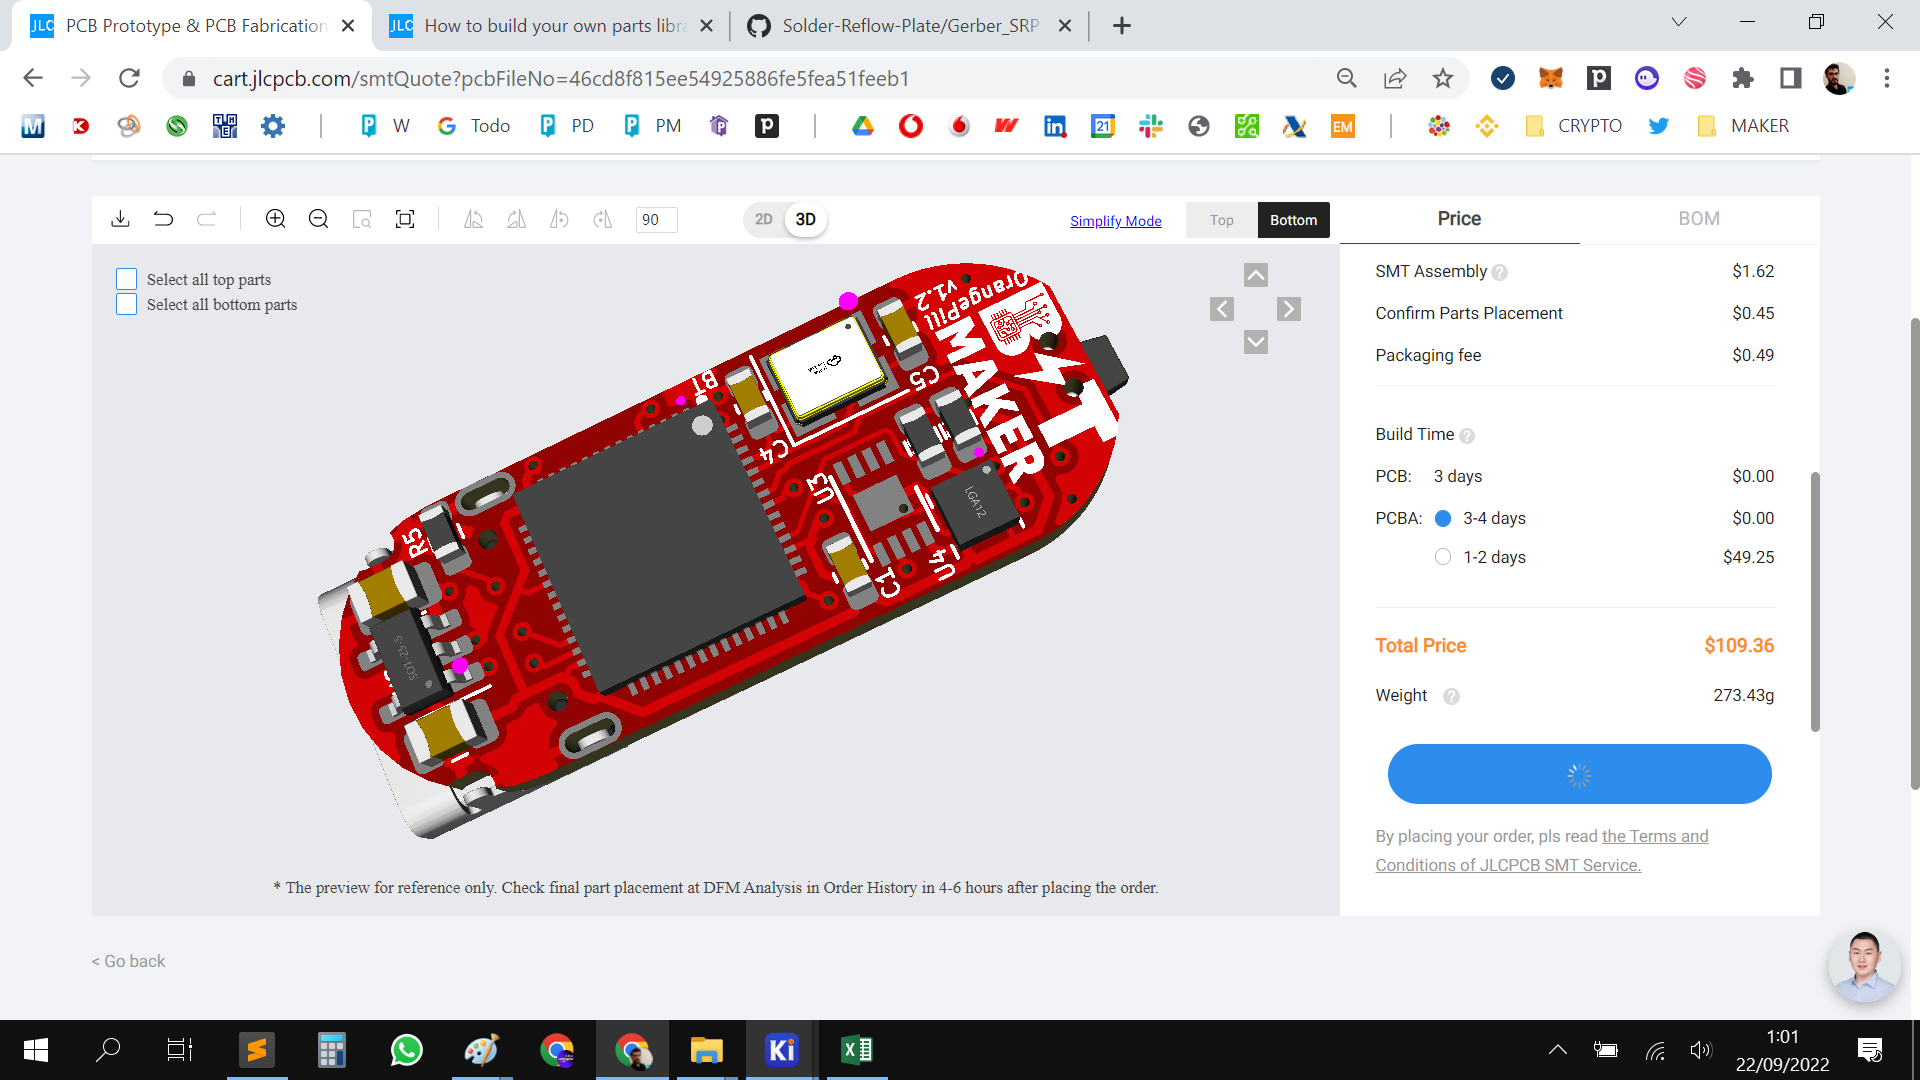 PCB Prototype & PCB Fabrication
How to build your own parts libra
Solder-Reflow-Plate/Gerber_SRP
cart.jlcpcb.com/smtQuote?pcbFileNo=46cd8f815ee54925886fe5fea51feeb1
W
Todo
PD
PM
CRYPTO
MAKER
90
2D
3D
Simplify Mode
Top
Bottom
Price
BOM
Select all top parts
Select all bottom parts
OrangePill
v1.2
B⚡T
MAKER
BT
C5
C4
U3
LGA12
R5
C1
U4
SOT-25-5
SMT Assembly ? $1.62
Confirm Parts Placement $0.45
Packaging fee $0.49
Build Time ?
PCB: 3 days $0.00
PCBA: 3-4 days $0.00
1-2 days $49.25
Total Price $109.36
Weight ? 273.43g
By placing your order, pls read the Terms and
Conditions of JLCPCB SMT Service.
* The preview for reference only. Check final part placement at DFM Analysis in Order History in 4-6 hours after placing the order.
< Go back
1:01
22/09/2022